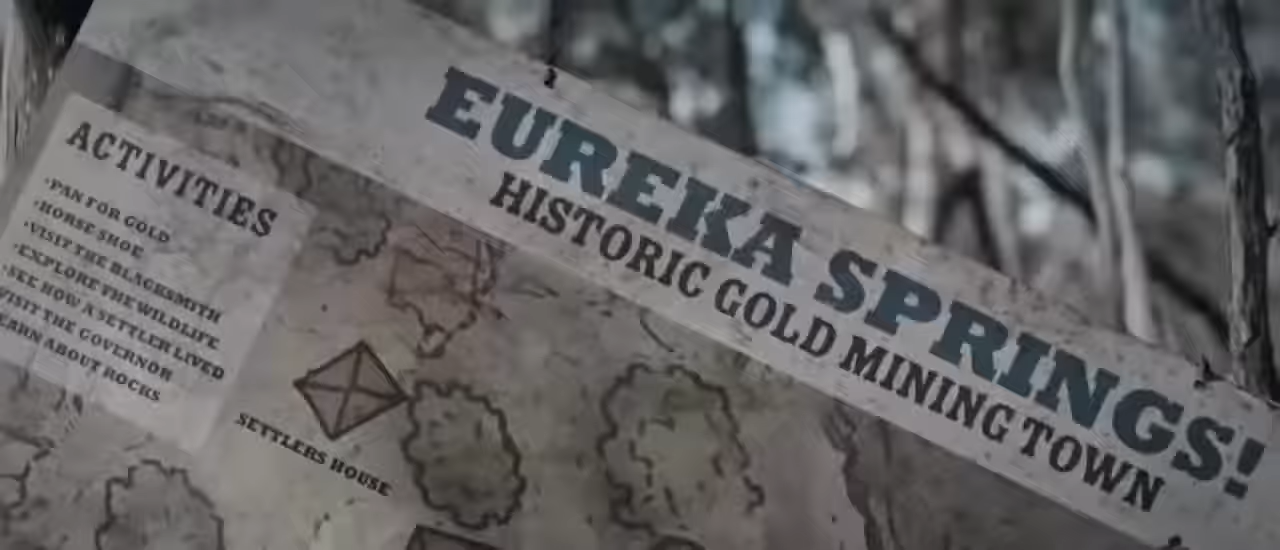 EUREKA SPRINGS!
HISTORIC GOLD MINING TOWN
ACTIVITIES
·PAN FOR GOLD
·HORSE SHOE
·VISIT THE BLACKSMITH
·EXPLORE THE WILDLIFE
·SEE HOW A SETTLER LIVED
VISIT THE GOVERNOR
EARN ABOUT ROCKS
SETTLERS HOUSE